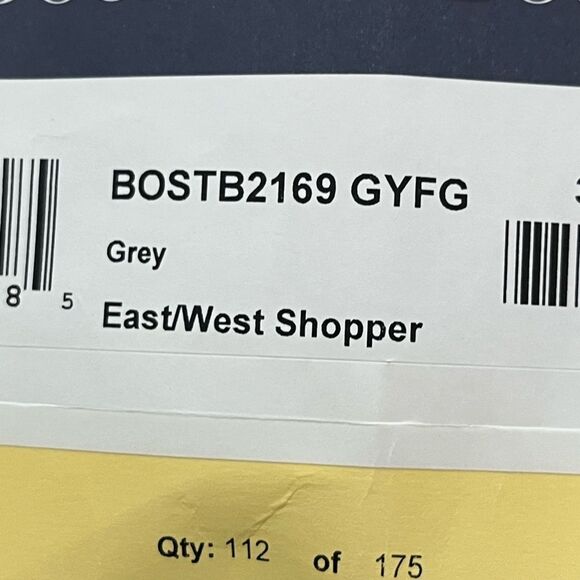 BOSTB2169 GYFG
Grey
8 5
East/West Shopper
Qty: 112 of 175